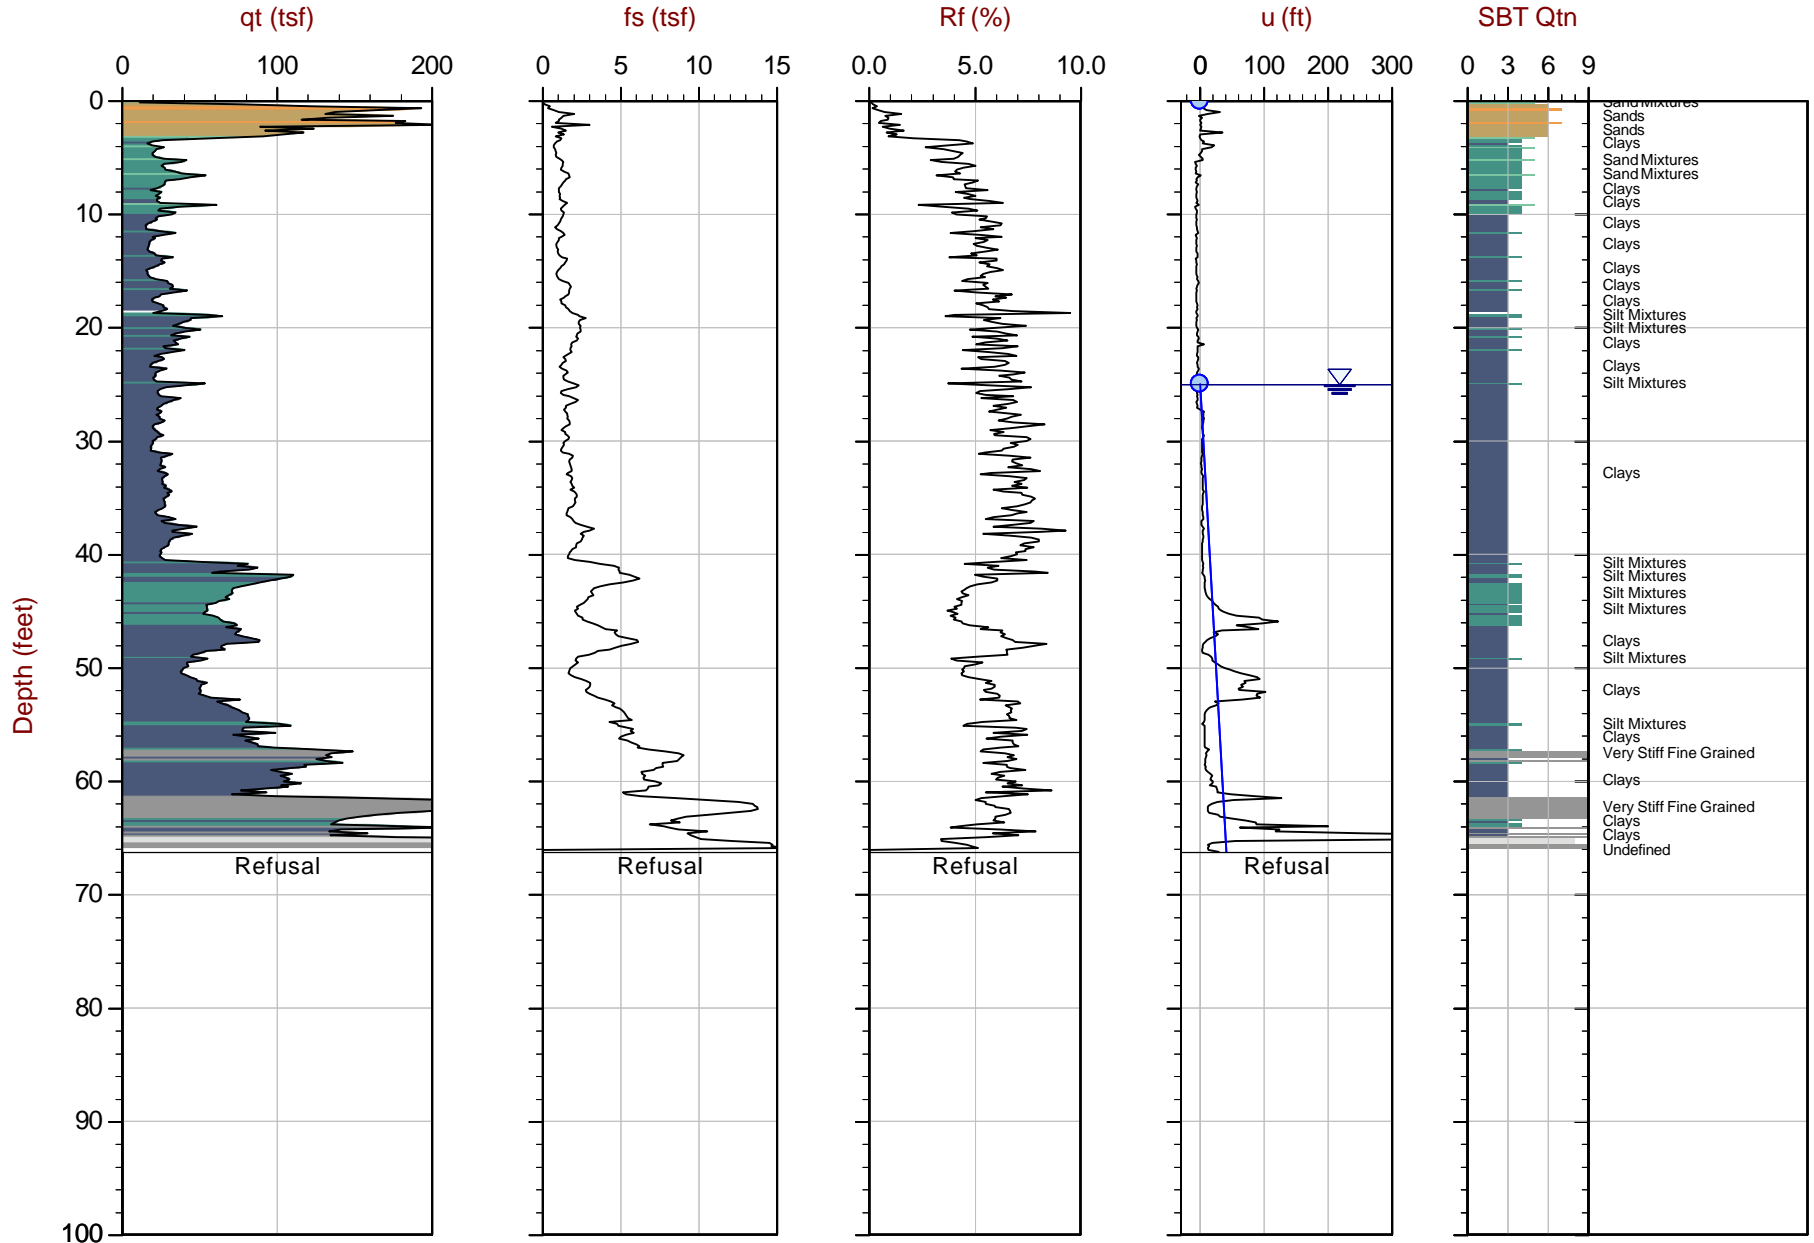 qt (tsf) fs (tsf) Rf (%) u (ft) SBT Qtn
0 100 200 0 5 10 15 0.0 5.0 10.0 0 100 200 300 0 3 6 9
0
10
20
30
40
50
60
70
80
90
100
Depth (feet)
Sand Mixtures
Sands
Sands
Clays
Sand Mixtures
Sand Mixtures
Clays
Clays
Clays
Clays
Clays
Clays
Clays
Silt Mixtures
Silt Mixtures
Clays
Clays
Silt Mixtures
Clays
Silt Mixtures
Silt Mixtures
Silt Mixtures
Silt Mixtures
Clays
Silt Mixtures
Clays
Silt Mixtures
Clays
Very Stiff Fine Grained
Clays
Very Stiff Fine Grained
Clays
Clays
Undefined
Refusal Refusal Refusal Refusal